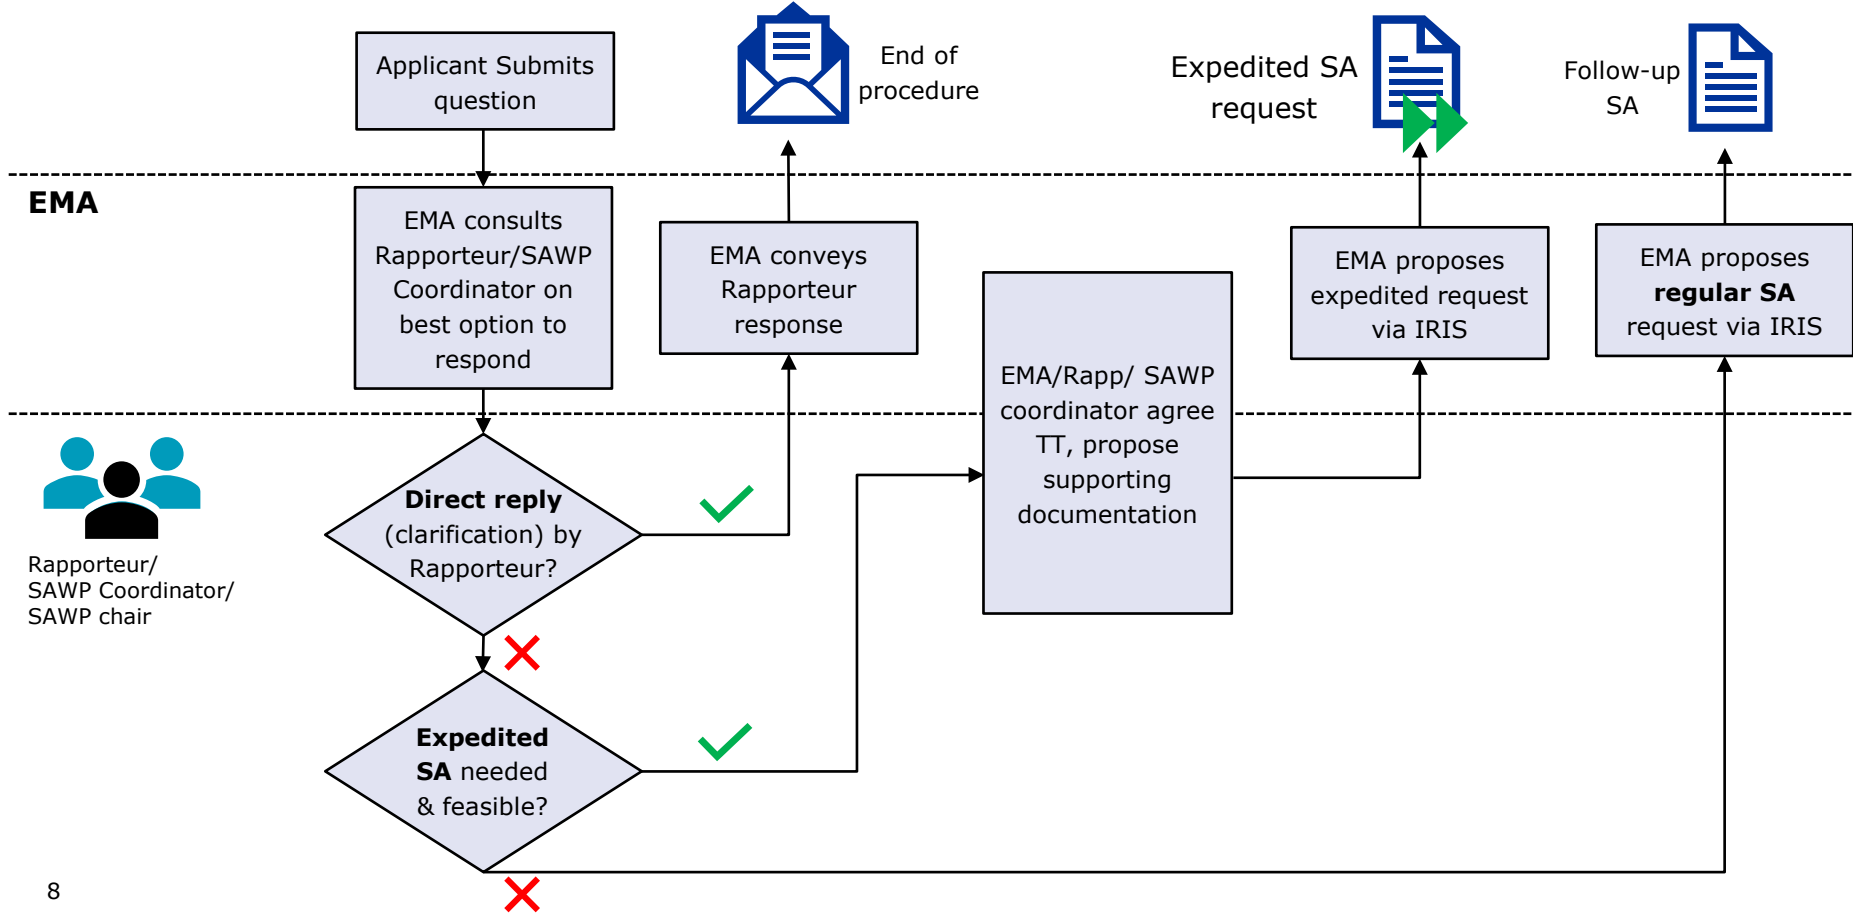 Applicant Submits
question
End of
procedure
Expedited SA
request
Follow-up
SA
EMA
EMA consults
Rapporteur/SAWP
Coordinator on
best option to
respond
EMA conveys
Rapporteur
response
EMA/Rapp/ SAWP
coordinator agree
TT, propose
supporting
documentation
EMA proposes
expedited request
via IRIS
EMA proposes
regular SA
request via IRIS
Rapporteur/
SAWP Coordinator/
SAWP chair
Direct reply
(clarification) by
Rapporteur?
Expedited
SA needed
& feasible?
8